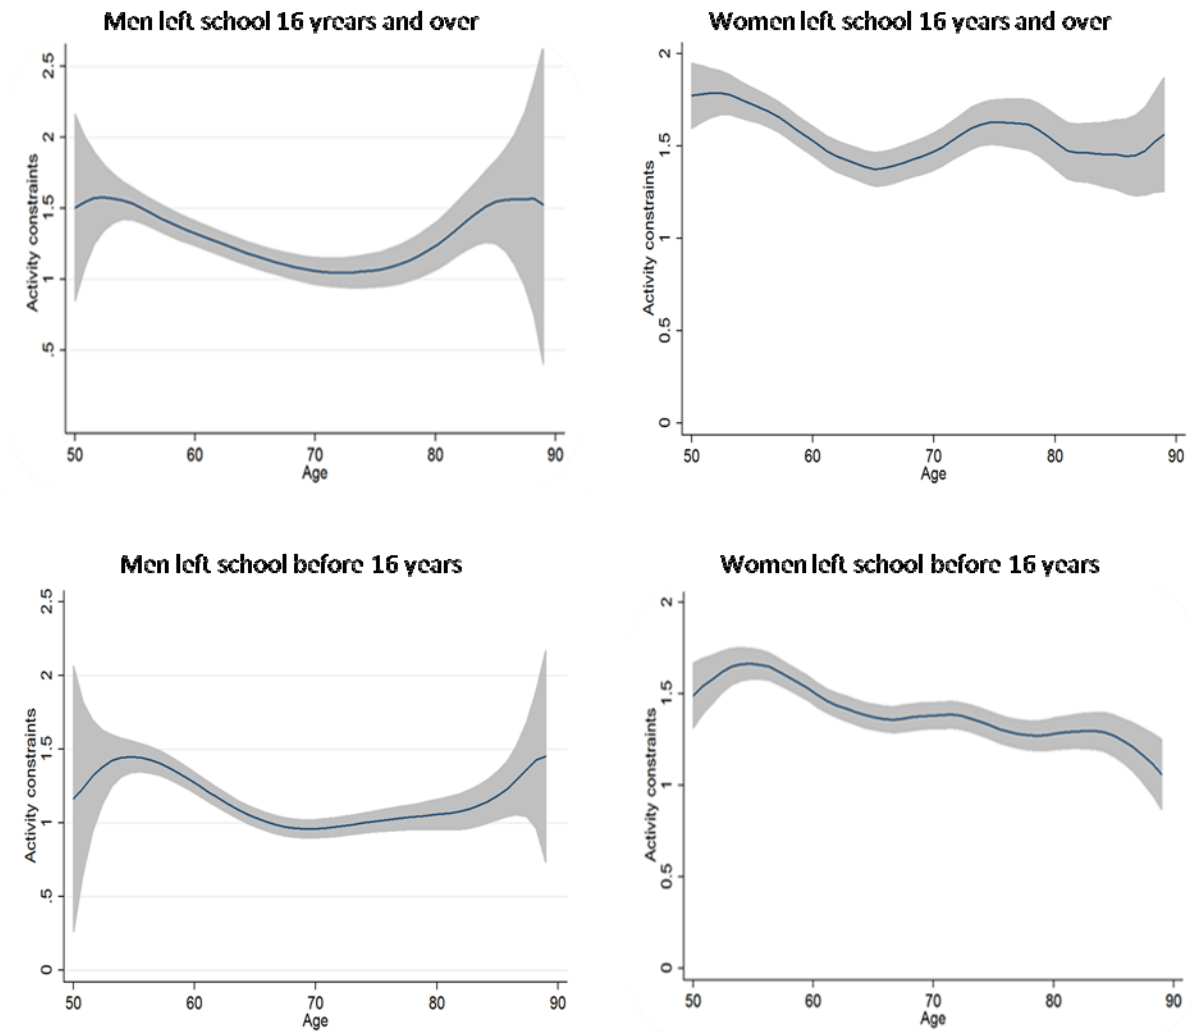 Men left school 16 yrears and over
2.5
2
1.5
1
.5
Activity constraints
50 60 70 80 90
Age
Women left school 16 years and over
2
1.5
1
0.5
0
Activity constraints
50 60 70 80 90
Age
Men left school before 16 years
2.5
2
1.5
1
.5
0
Activity constraints
50 60 70 80 90
Age
Women left school before 16 years
2
1.5
1
0.5
0
Activity constraints
50 60 70 80 90
Age